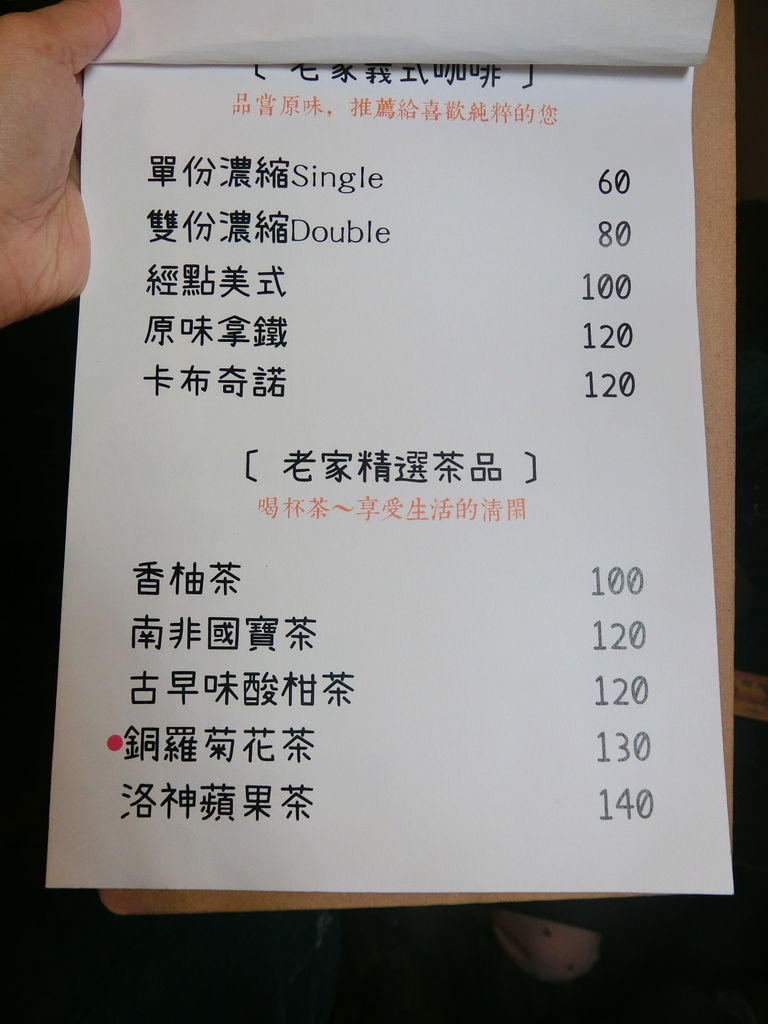 〔 老家義式咖啡 〕
品嘗原味，推薦給喜歡純粹的您
單份濃縮Single 60
雙份濃縮Double 80
經點美式 100
原味拿鐵 120
卡布奇諾 120
〔 老家精選茶品 〕
喝杯茶～享受生活的清閑
香柚茶 100
南非國寶茶 120
古早味酸柑茶 120
銅羅菊花茶 130
洛神蘋果茶 140